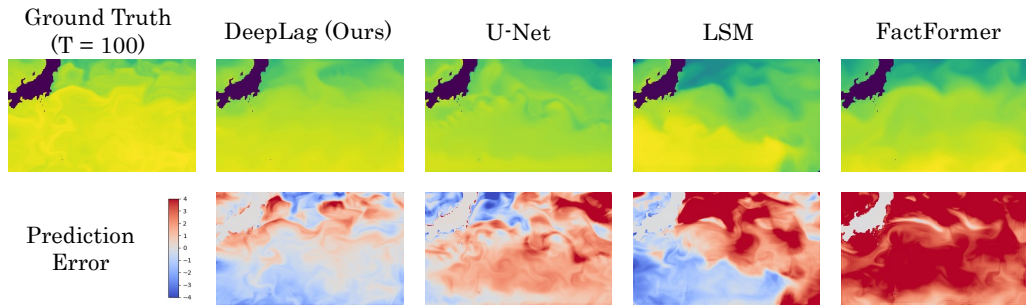 Ground Truth
(T = 100)
DeepLag (Ours)
U-Net
LSM
FactFormer
Prediction
Error
4
3
2
1
0
−1
−2
−3
−4